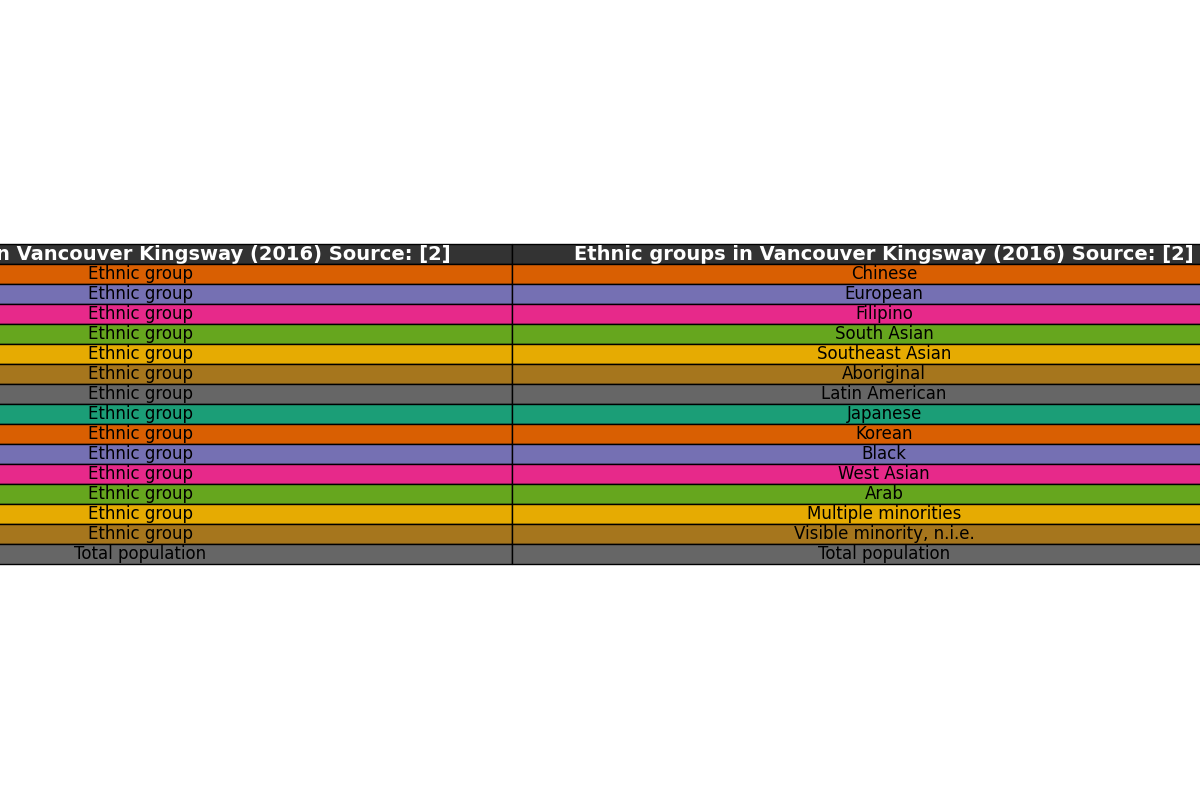 n Vancouver Kingsway (2016) Source: [2] Ethnic groups in Vancouver Kingsway (2016) Source: [2]
Ethnic group Chinese
Ethnic group European
Ethnic group Filipino
Ethnic group South Asian
Ethnic group Southeast Asian
Ethnic group Aboriginal
Ethnic group Latin American
Ethnic group Japanese
Ethnic group Korean
Ethnic group Black
Ethnic group West Asian
Ethnic group Arab
Ethnic group Multiple minorities
Ethnic group Visible minority, n.i.e.
Total population Total population